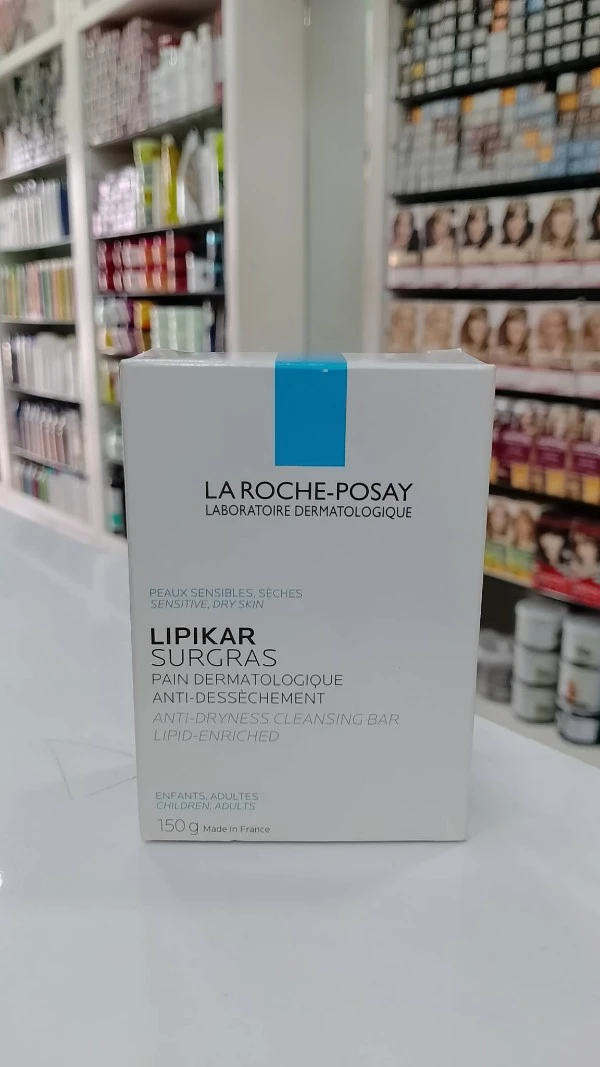 LA ROCHE-POSAY
LABORATOIRE DERMATOLOGIQUE
PEAUX SENSIBLES, SÈCHES
SENSITIVE, DRY SKIN
LIPIKAR
SURGRAS
PAIN DERMATOLOGIQUE
ANTI-DESSÈCHEMENT
ANTI-DRYNESS CLEANSING BAR
LIPID-ENRICHED
ENFANTS, ADULTES
CHILDREN, ADULTS
150 g Made in France